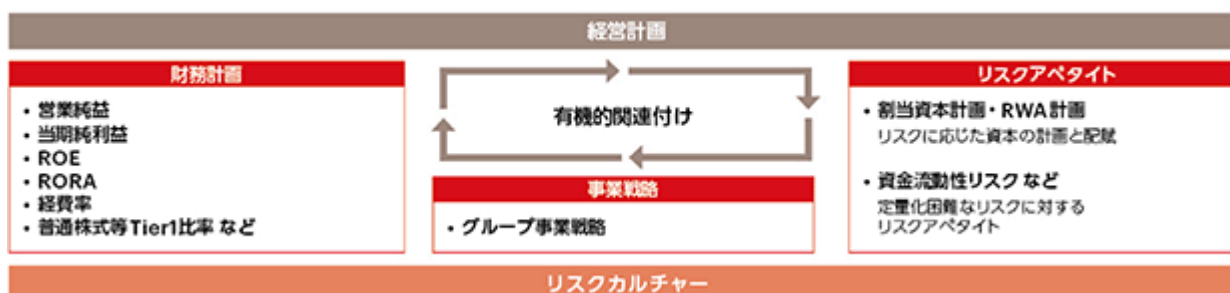 経営計画
財務計画
・営業純益
・当期純利益
・ROE
・RORA
・経費率
・普通株式等Tier1比率 など
有機的関連付け
事業戦略
・グループ事業戦略
リスクアペタイト
・割当資本計画・RWA計画
リスクに応じた資本の計画と配賦
・資金流動性リスク など
定量化困難なリスクに対する
リスクアペタイト
リスクカルチャー